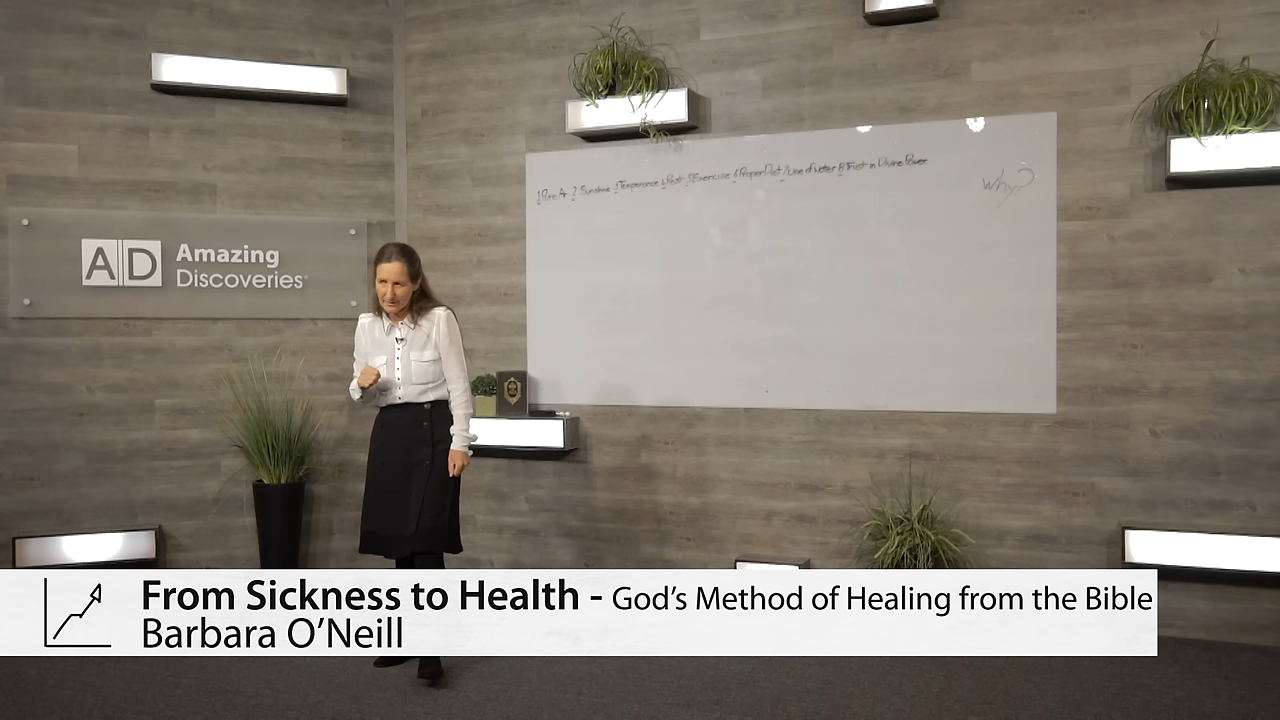 1 Pure Air 2 Sunshine 3 Temperance 4 Rest 5 Exercise 6 Proper Diet 7 Use of Water 8 Trust in Divine Power
Why?
AD Amazing
Discoveries
From Sickness to Health - God's Method of Healing from the Bible
Barbara O'Neill